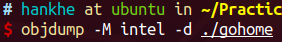 # hankhe at ubuntu in ~/Practic
$ objdump -M intel -d ./gohome